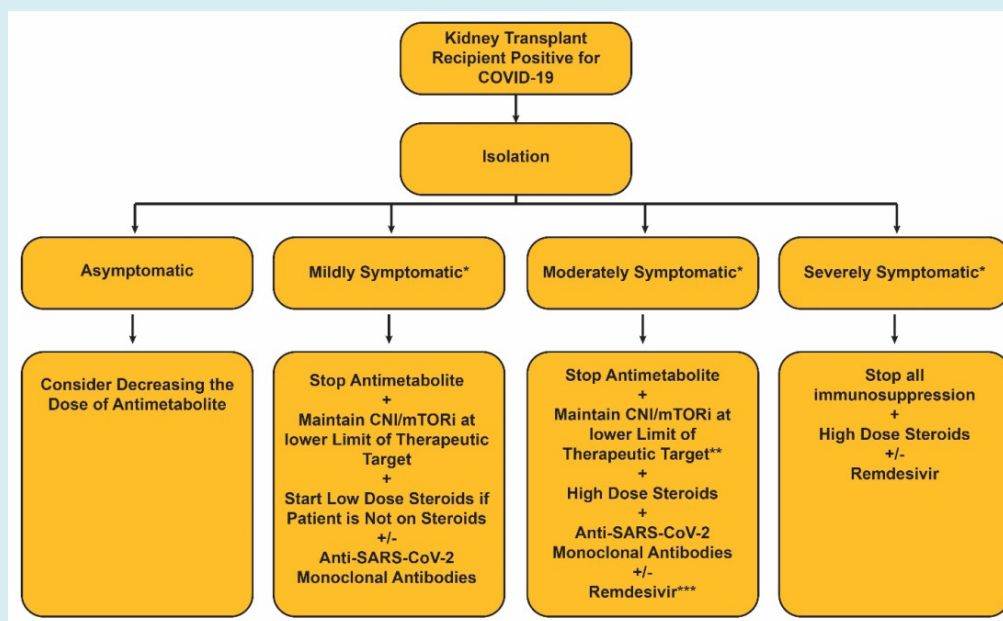 Kidney Transplant
Recipient Positive for
COVID-19
Isolation
Asymptomatic
Mildly Symptomatic*
Moderately Symptomatic*
Severely Symptomatic*
Consider Decreasing the
Dose of Antimetabolite
Stop Antimetabolite
+
Maintain CNI/mTORi at
lower Limit of Therapeutic
Target
+
Start Low Dose Steroids if
Patient is Not on Steroids
+/-
Anti-SARS-CoV-2
Monoclonal Antibodies
Stop Antimetabolite
+
Maintain CNI/mTORi at
lower Limit of
Therapeutic Target**
+
High Dose Steroids
+
Anti-SARS-CoV-2
Monoclonal Antibodies
+/-
Remdesivir***
Stop all
immunosuppression
+
High Dose Steroids
+/-
Remdesivir